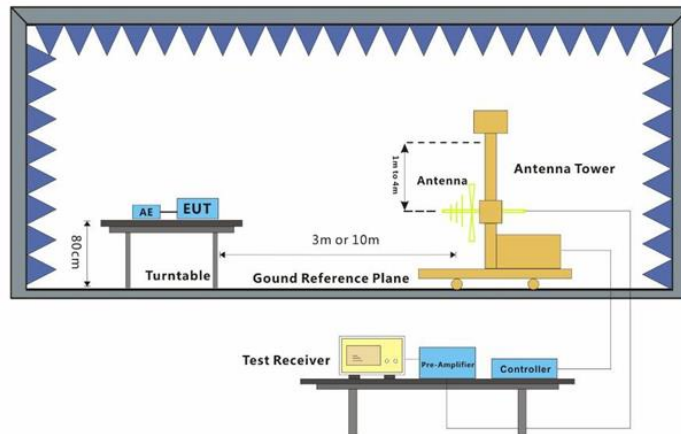 1m to 4m
Antenna
Antenna Tower
AE
EUT
80cm
3m or 10m
Turntable
Gound Reference Plane
Test Receiver
Pre-Amplifier
Controller